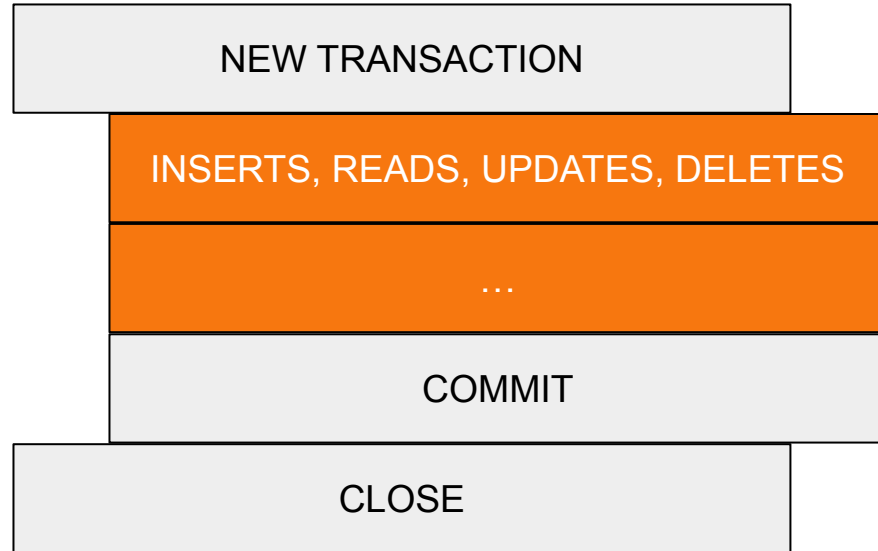 NEW TRANSACTION
INSERTS, READS, UPDATES, DELETES
…
COMMIT
CLOSE